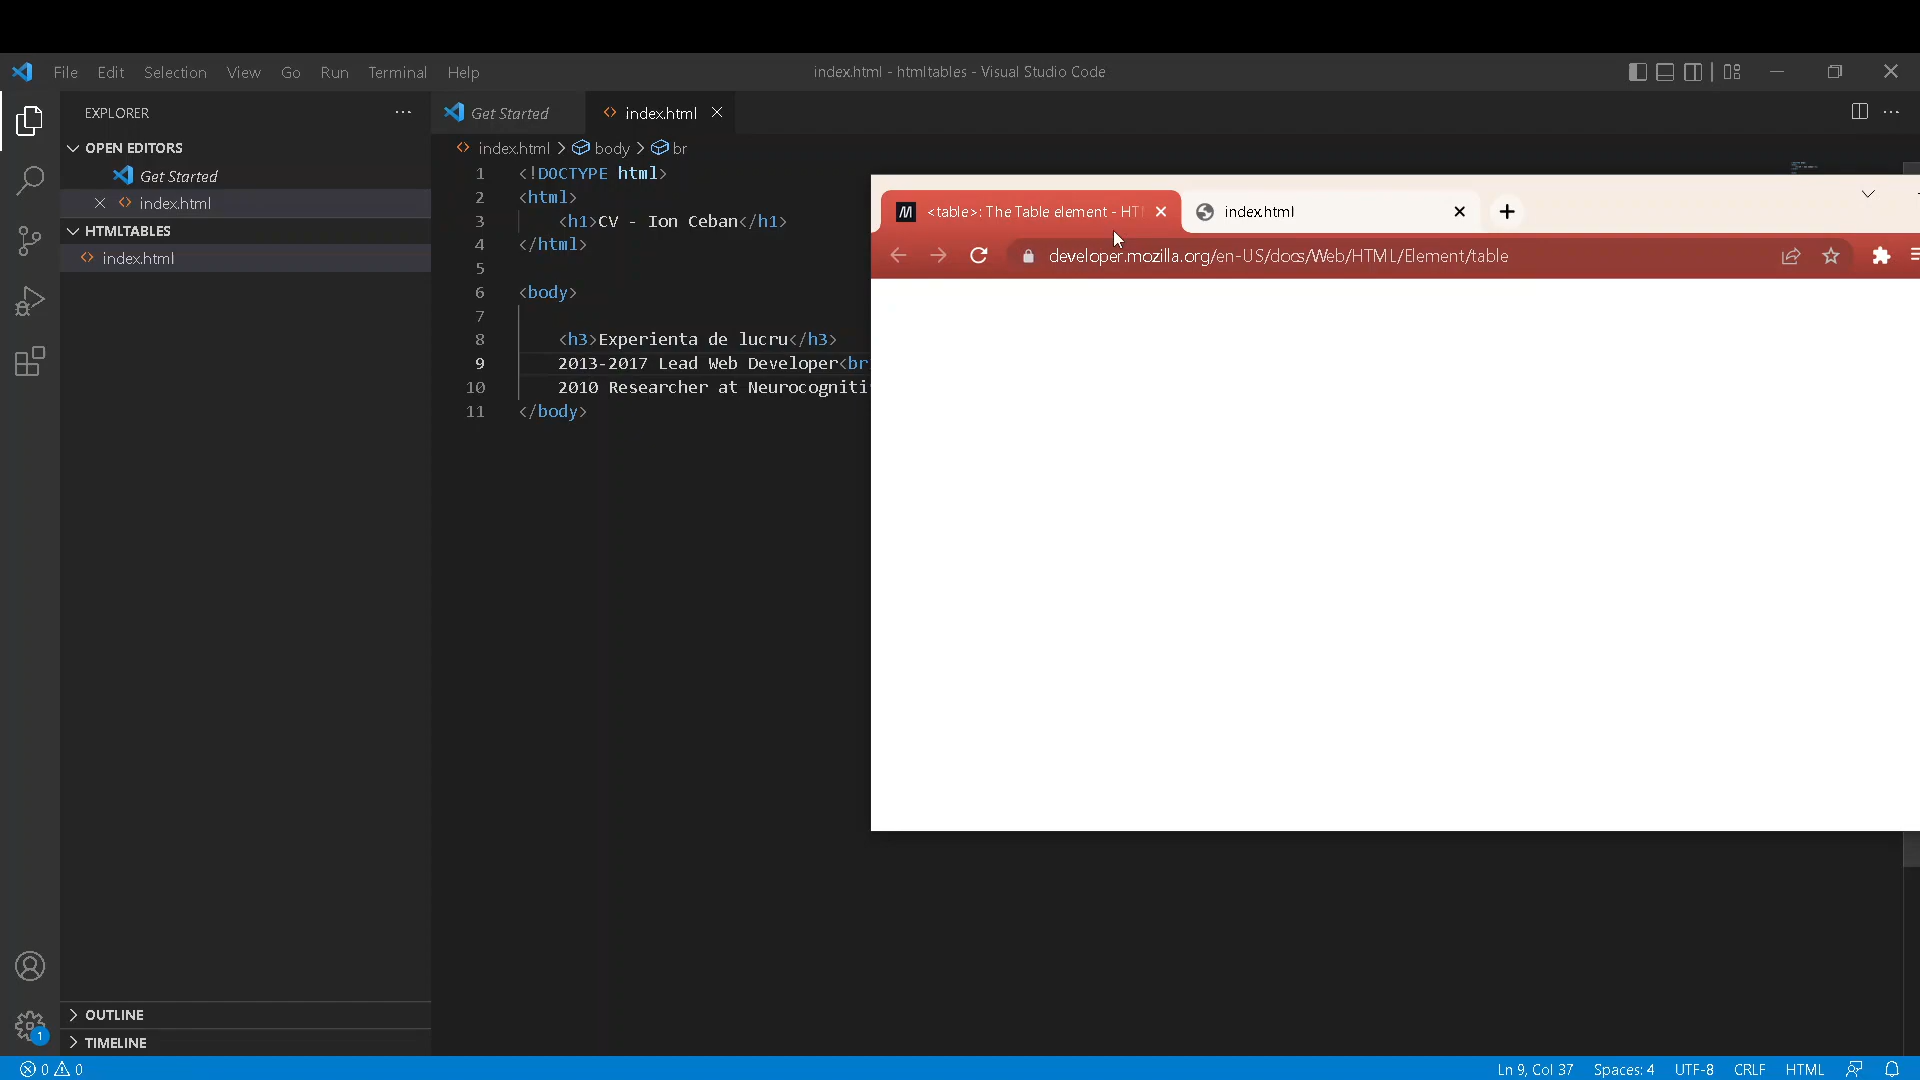 File Edit Selection View Go Run Terminal Help
index.html - htmltables - Visual Studio Code
EXPLORER
OPEN EDITORS
Get Started
index.html
HTMLTABLES
index.html
OUTLINE
TIMELINE
Get Started
index.html
index.html > body > br
1 <!DOCTYPE html>
2 <html>
3 <h1>CV - Ion Ceban</h1>
4 </html>
5
6 <body>
7
8 <h3>Experienta de lucru</h3>
9 2013-2017 Lead Web Developer<br
10 2010 Researcher at Neurocogniti
11 </body>
<table>: The Table element - HT
index.html
developer.mozilla.org/en-US/docs/Web/HTML/Element/table
1
0 0
Ln 9, Col 37 Spaces: 4 UTF-8 CRLF HTML